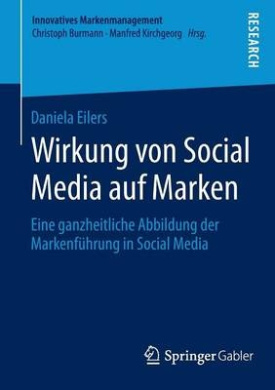 Innovatives Markenmanagement
Christoph Burmann · Manfred Kirchgeorg Hrsg.
RESEARCH
Daniela Eilers
Wirkung von Social
Media auf Marken
Eine ganzheitliche Abbildung der
Markenführung in Social Media
Springer Gabler